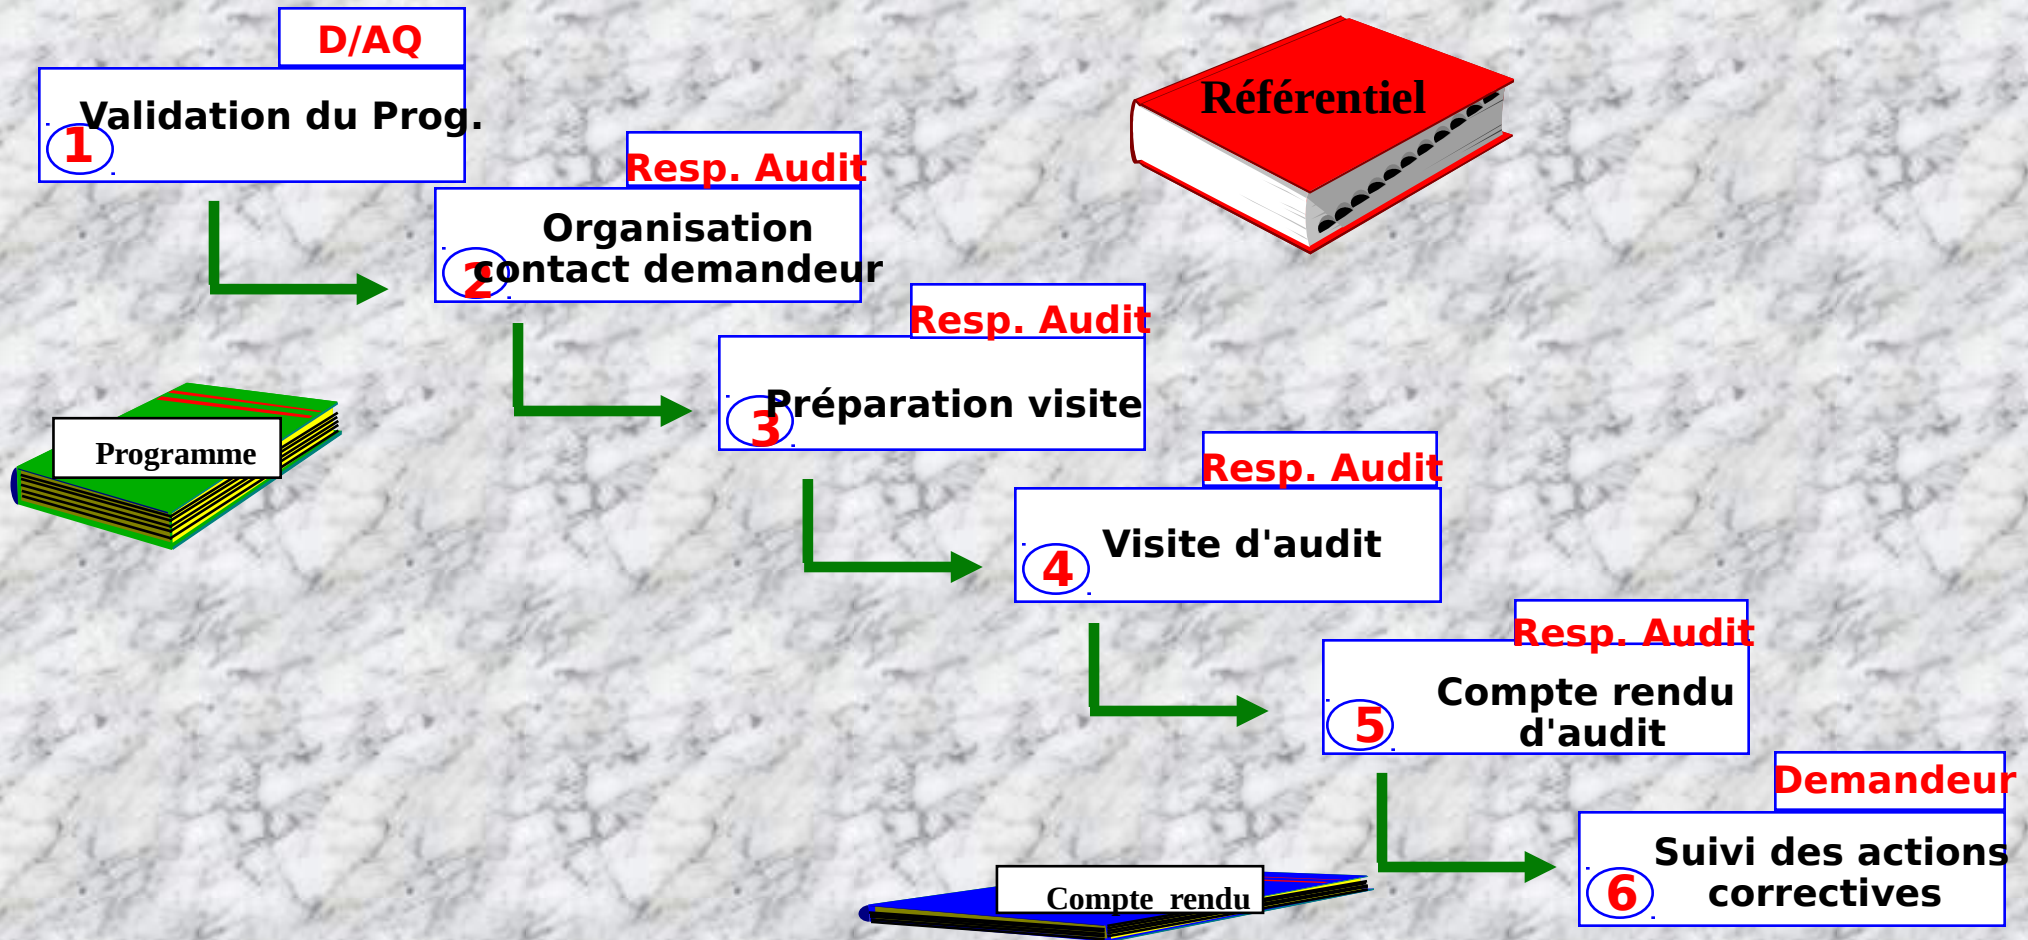 D/AQ
Validation du Prog.
1
Référentiel
Resp. Audit
Organisation
contact demandeur
2
Resp. Audit
Préparation visite
3
Programme
Resp. Audit
Visite d'audit
4
Resp. Audit
Compte rendu
d'audit
5
Demandeur
Suivi des actions
correctives
6
Compte rendu